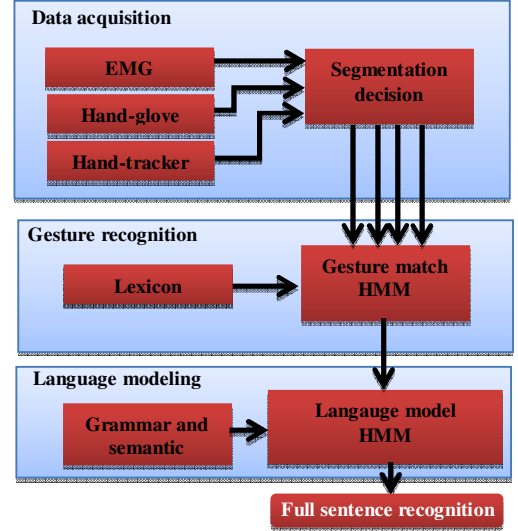 Data acquisition
EMG
Hand-glove
Hand-tracker
Segmentation
decision
Gesture recognition
Lexicon
Gesture match
HMM
Language modeling
Grammar and
semantic
Langauge model
HMM
Full sentence recognition